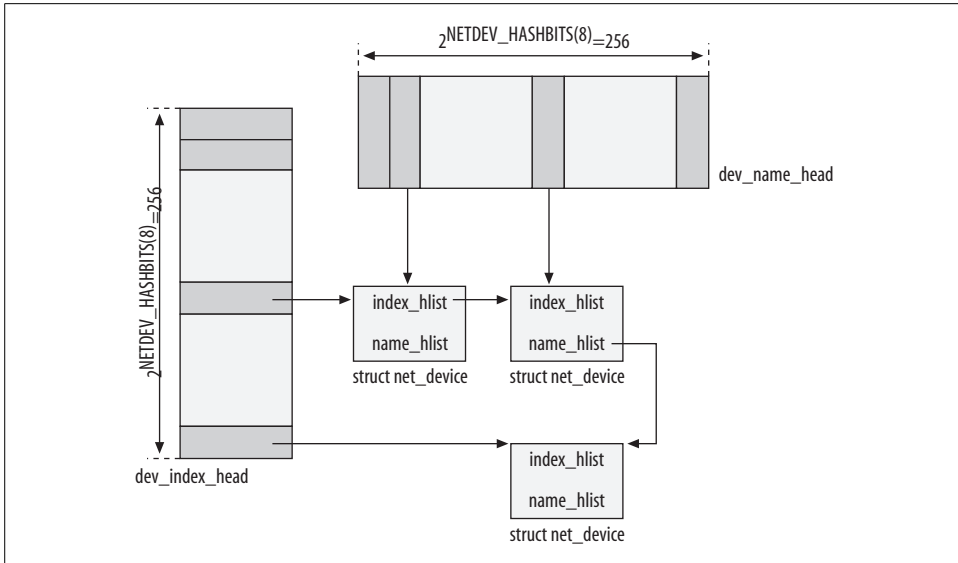 2NETDEV_HASHBITS(8)=256
dev_name_head
2NETDEV_HASHBITS(8)=256
index_hlist
name_hlist
struct net_device
index_hlist
name_hlist
struct net_device
dev_index_head
index_hlist
name_hlist
struct net_device